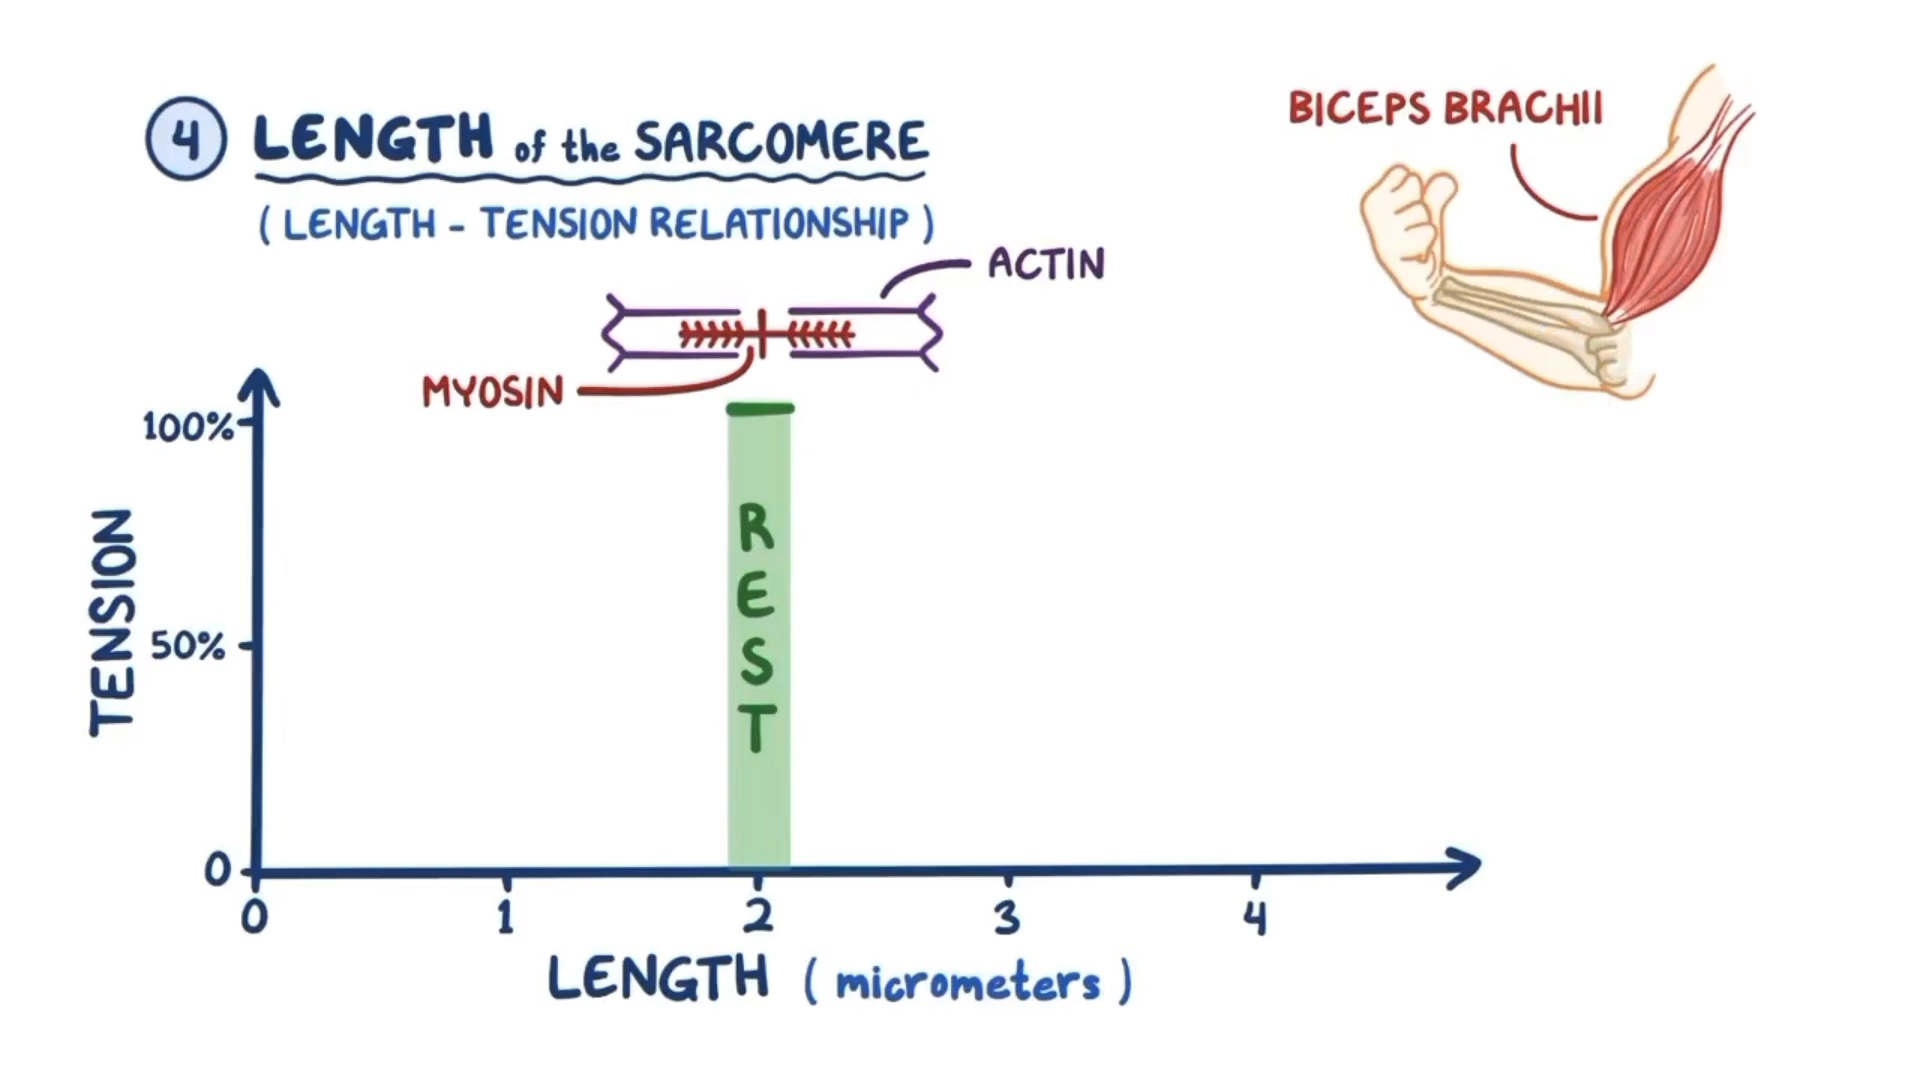 4 LENGTH of the SARCOMERE
( LENGTH - TENSION RELATIONSHIP )
BICEPS BRACHII
ACTIN
MYOSIN
TENSION
100%
50%
0
REST
0 1 2 3 4
LENGTH ( micrometers )